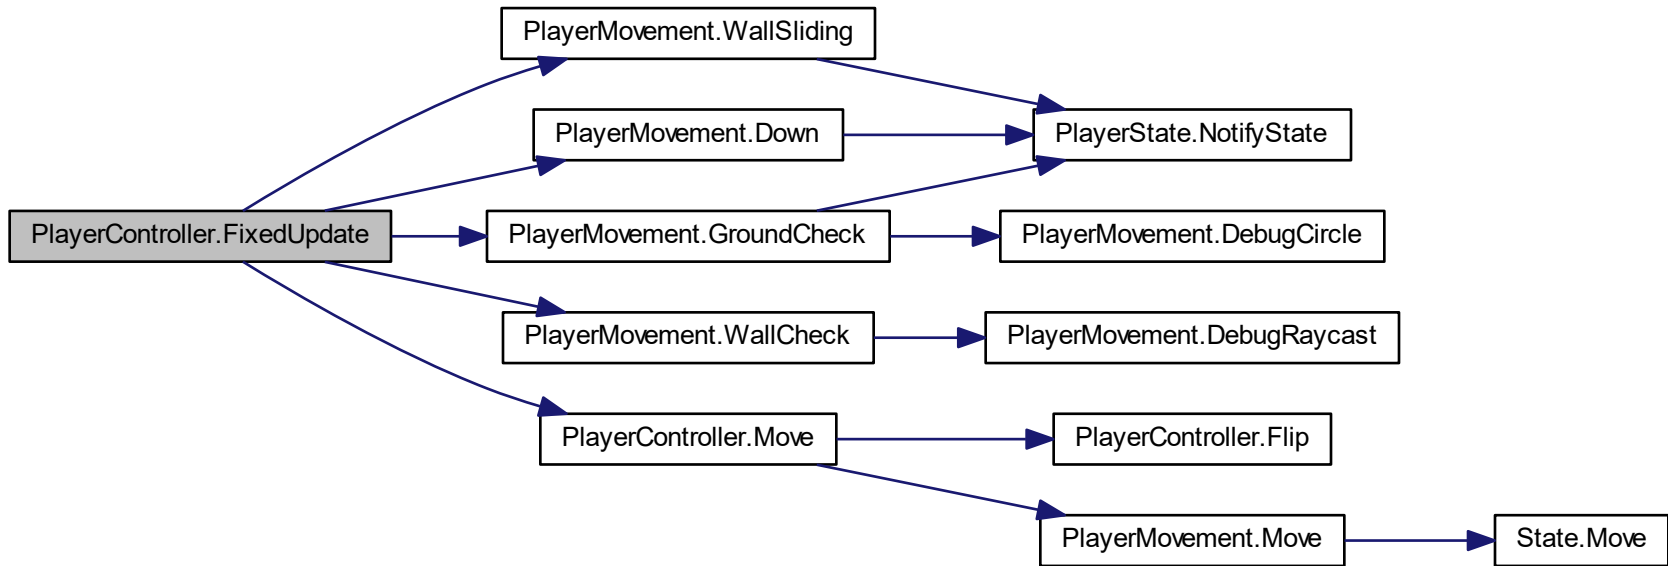 PlayerMovement.WallSliding
PlayerMovement.Down
PlayerState.NotifyState
PlayerController.FixedUpdate
PlayerMovement.GroundCheck
PlayerMovement.DebugCircle
PlayerMovement.WallCheck
PlayerMovement.DebugRaycast
PlayerController.Move
PlayerController.Flip
PlayerMovement.Move
State.Move